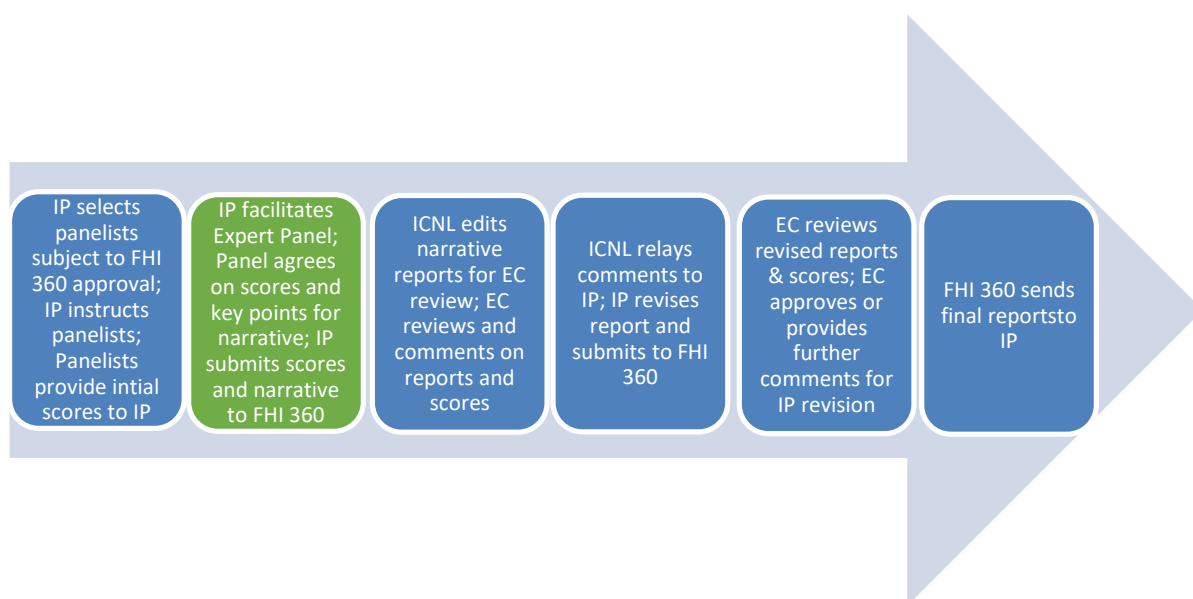 IP selects
panelists
subject to FHI
360 approval;
IP instructs
panelists;
Panelists
provide intial
scores to IP
IP facilitates
Expert Panel;
Panel agrees
on scores and
key points for
narrative; IP
submits scores
and narrative
to FHI 360
ICNL edits
narrative
reports for EC
review; EC
reviews and
comments on
reports and
scores
ICNL relays
comments to
IP; IP revises
report and
submits to FHI
360
EC reviews
revised reports
& scores; EC
approves or
provides
further
comments for
IP revision
FHI 360 sends
final reportsto
IP